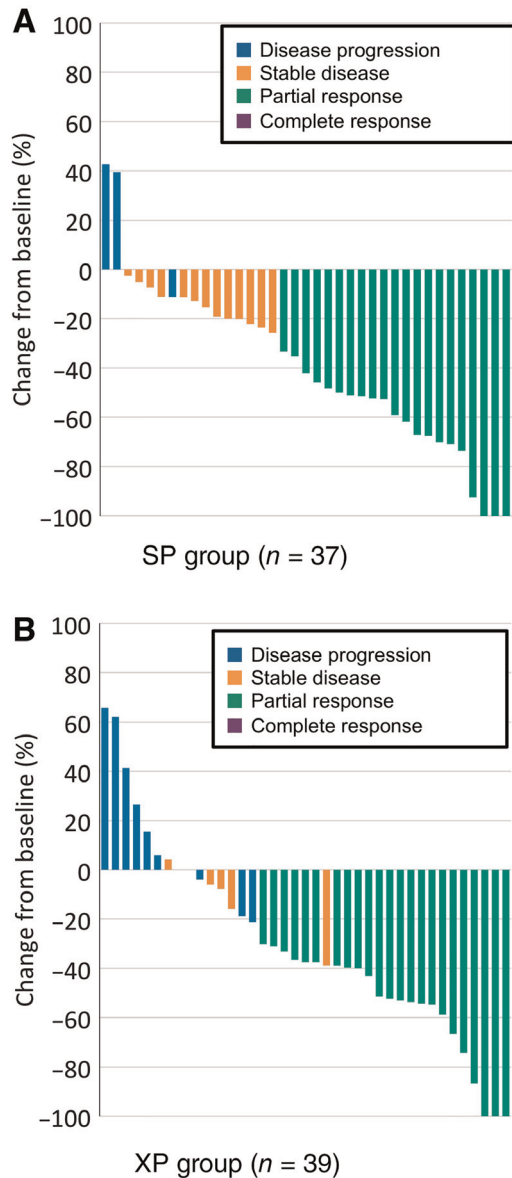 A
100
80
60
40
20
0
−20
−40
−60
−80
−100
Change from baseline (%)
Disease progression
Stable disease
Partial response
Complete response
SP group (n = 37)
B
100
80
60
40
20
0
−20
−40
−60
−80
−100
Change from baseline (%)
Disease progression
Stable disease
Partial response
Complete response
XP group (n = 39)